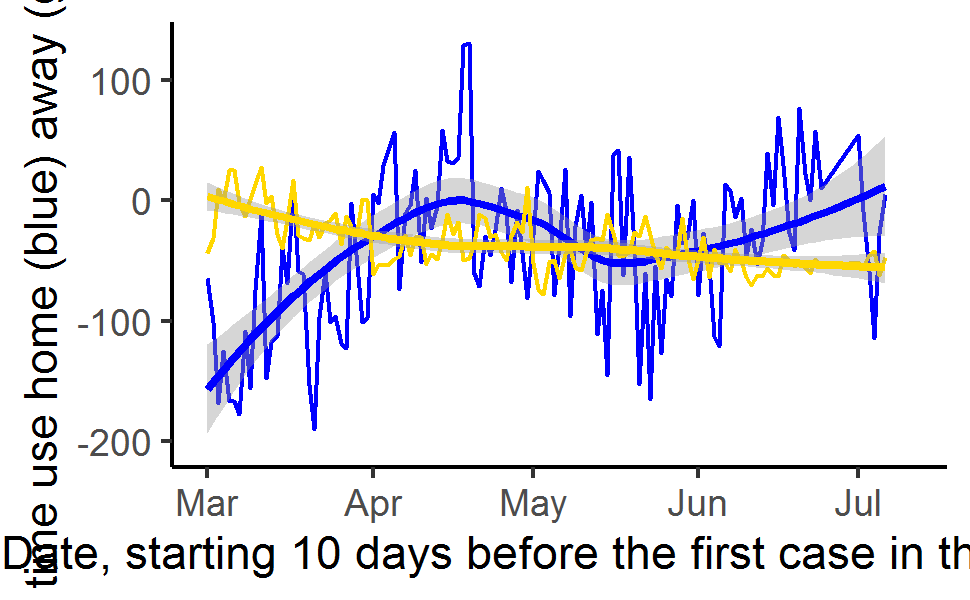 time use home (blue) away (
100
0
-100
-200
Mar Apr May Jun Jul
Date, starting 10 days before the first case in th